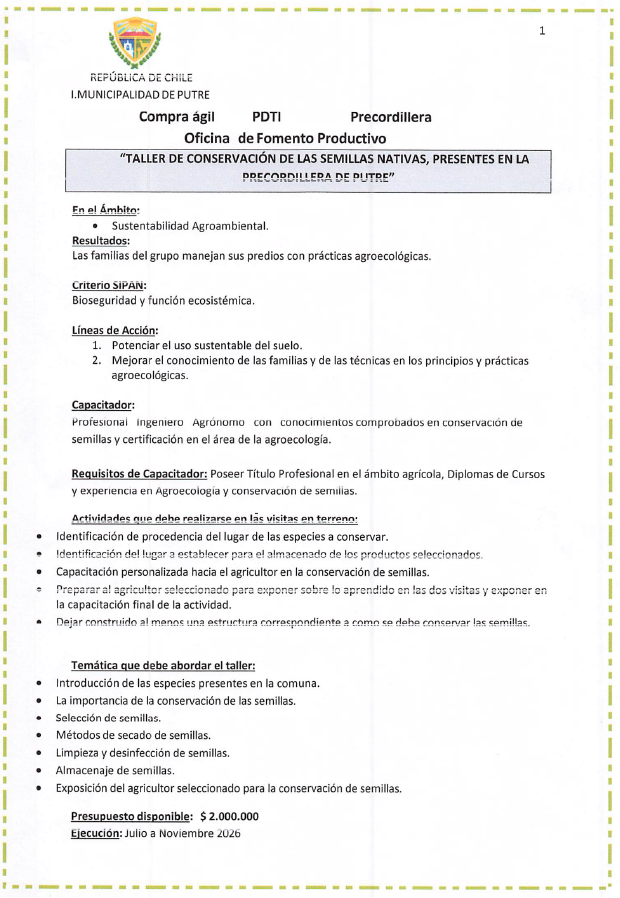 1
REPÚBLICA DE CHILE
I.MUNICIPALIDAD DE PUTRE
Compra ágil PDTI Precordillera
Oficina de Fomento Productivo
"TALLER DE CONSERVACIÓN DE LAS SEMILLAS NATIVAS, PRESENTES EN LA
PRECORDILLERA DE PUTRE"
En el Ámbito:
• Sustentabilidad Agroambiental.
Resultados:
Las familias del grupo manejan sus predios con prácticas agroecológicas.
Criterio SIPAN:
Bioseguridad y función ecosistémica.
Líneas de Acción:
1. Potenciar el uso sustentable del suelo.
2. Mejorar el conocimiento de las familias y de las técnicas en los principios y prácticas
agroecológicas.
Capacitador:
Profesional Ingeniero Agrónomo con conocimientos comprobados en conservación de
semillas y certificación en el área de la agroecología.
Requisitos de Capacitador: Poseer Título Profesional en el ámbito agrícola, Diplomas de Cursos
y experiencia en Agroecología y conservación de semillas.
Actividades que debe realizarse en las visitas en terreno:
• Identificación de procedencia del lugar de las especies a conservar.
• Identificación del lugar a establecer para el almacenado de los productos seleccionados.
• Capacitación personalizada hacia el agricultor en la conservación de semillas.
• Preparar al agricultor seleccionado para exponer sobre lo aprendido en las dos visitas y exponer en
la capacitación final de la actividad.
• Dejar construido al menos una estructura correspondiente a como se debe conservar las semillas.
Temática que debe abordar el taller:
• Introducción de las especies presentes en la comuna.
• La importancia de la conservación de las semillas.
• Selección de semillas.
• Métodos de secado de semillas.
• Limpieza y desinfección de semillas.
• Almacenaje de semillas.
• Exposición del agricultor seleccionado para la conservación de semillas.
Presupuesto disponible: $ 2.000.000
Ejecución: Julio a Noviembre 2026